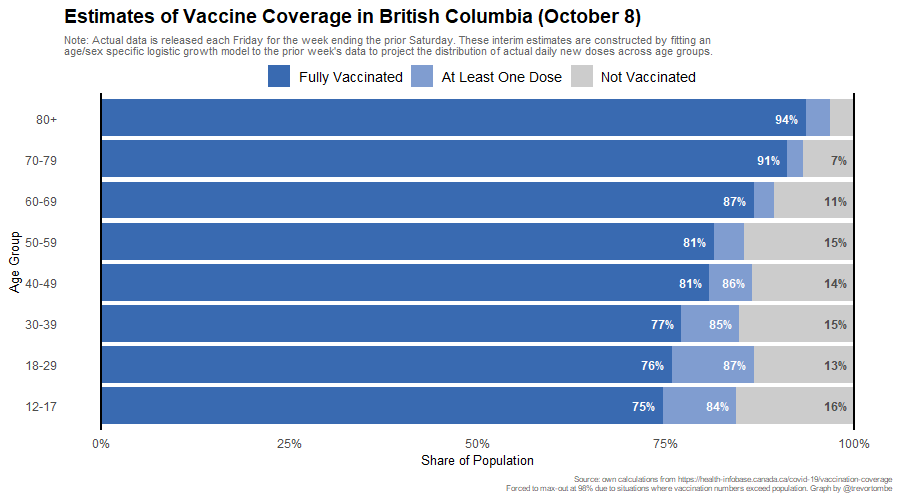 Estimates of Vaccine Coverage in British Columbia (October 8)
Note: Actual data is released each Friday for the week ending the prior Saturday. These interim estimates are constructed by fitting an
age/sex specific logistic growth model to the prior week's data to project the distribution of actual daily new doses across age groups.
Fully Vaccinated At Least One Dose Not Vaccinated
80+ 94%
70-79 91% 7%
60-69 87% 11%
50-59 81% 15%
Age Group
40-49 81% 86% 14%
30-39 77% 85% 15%
18-29 76% 87% 13%
12-17 75% 84% 16%
0% 25% 50% 75% 100%
Share of Population
Source: own calculations from https://health-infobase.canada.ca/covid-19/vaccination-coverage
Forced to max-out at 98% due to situations where vaccination numbers exceed population. Graph by @trevortombe